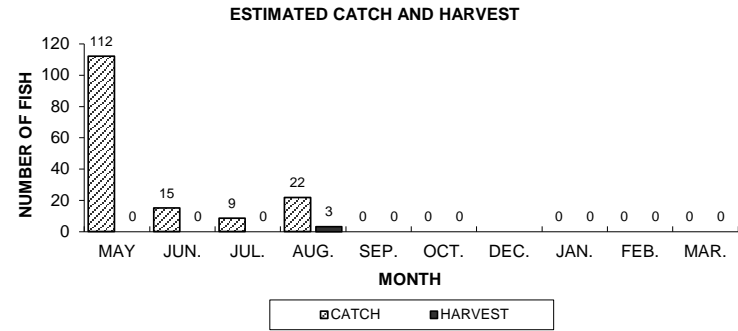 ESTIMATED CATCH AND HARVEST
NUMBER OF FISH
120
100
80
60
40
20
0
112 0 15 0 9 0 22 3 0 0 0 0 0 0 0 0 0 0
MAY JUN. JUL. AUG. SEP. OCT. DEC. JAN. FEB. MAR.
MONTH
CATCH HARVEST